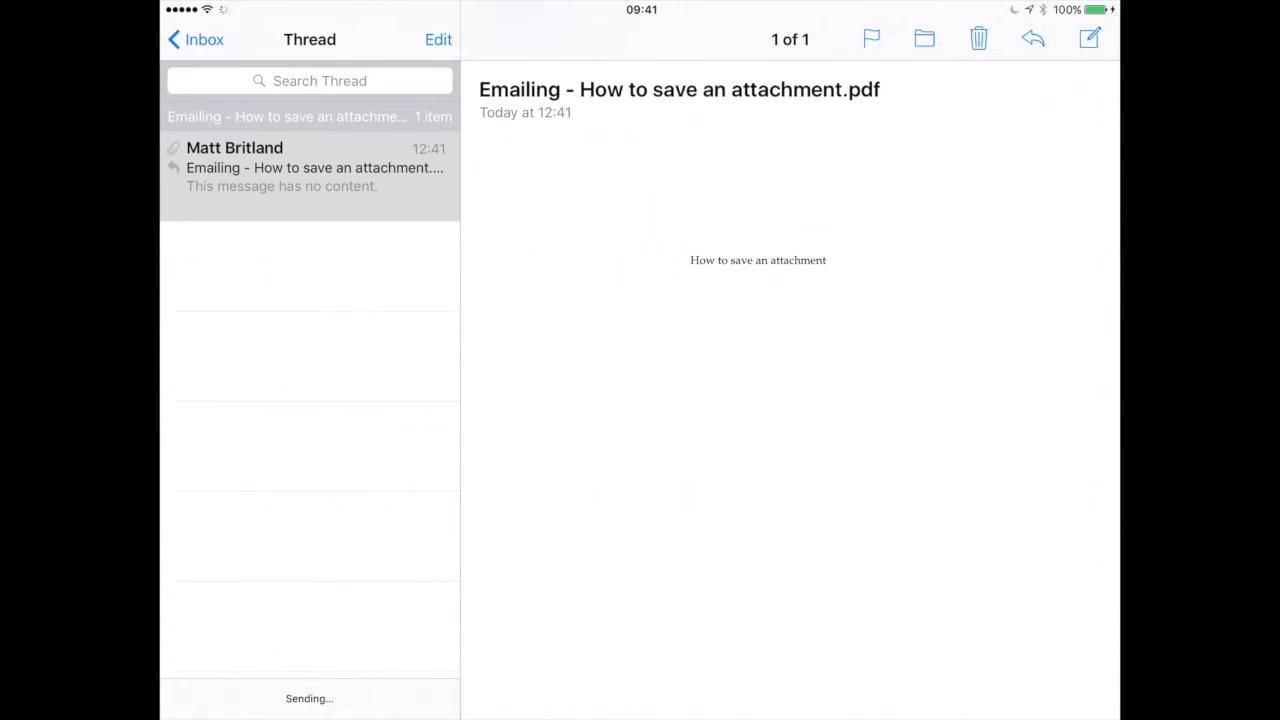 09:41
100%
Inbox
Thread
Edit
1 of 1
Search Thread
Emailing - How to save an attachme... 1 item
Matt Britland 12:41
Emailing - How to save an attachment....
This message has no content.
Sending...
Emailing - How to save an attachment.pdf
Today at 12:41
How to save an attachment